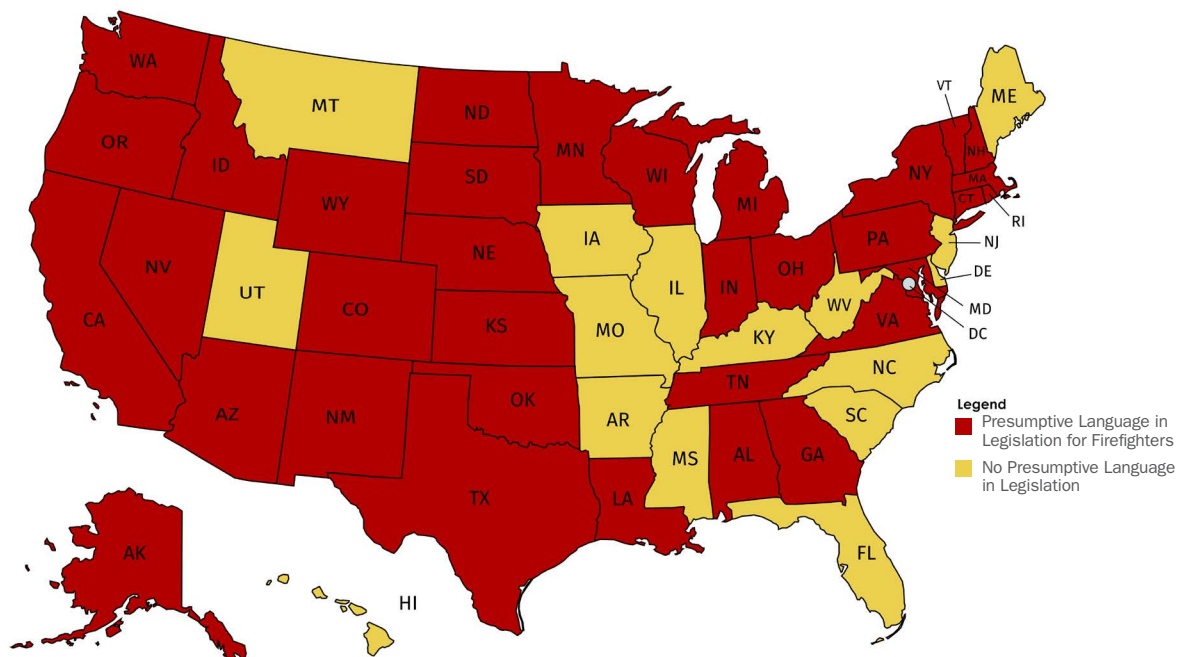 WA
MT
ND
MN
VT
ME
OR
ID
SD
WI
MI
NY
NH
MA
CT
RI
WY
NE
IA
PA
NJ
NV
UT
CO
IL
IN
OH
DE
MD
DC
CA
KS
MO
KY
WV
VA
AZ
NM
OK
AR
TN
NC
SC
TX
LA
MS
AL
GA
FL
AK
HI
Legend
Presumptive Language in
Legislation for Firefighters
No Presumptive Language
in Legislation